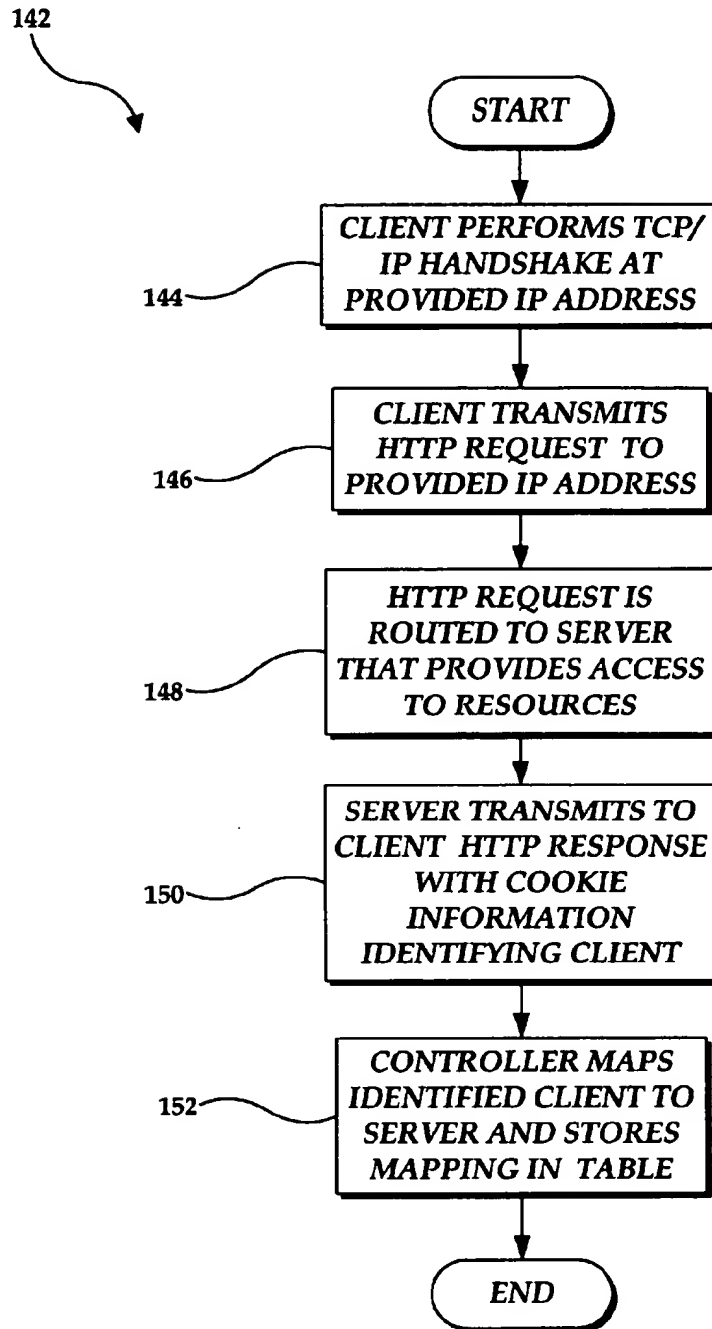 142
START
CLIENT PERFORMS TCP/
IP HANDSHAKE AT
PROVIDED IP ADDRESS
144
CLIENT TRANSMITS
HTTP REQUEST TO
PROVIDED IP ADDRESS
146
HTTP REQUEST IS
ROUTED TO SERVER
THAT PROVIDES ACCESS
TO RESOURCES
148
SERVER TRANSMITS TO
CLIENT HTTP RESPONSE
WITH COOKIE
INFORMATION
IDENTIFYING CLIENT
150
CONTROLLER MAPS
IDENTIFIED CLIENT TO
SERVER AND STORES
MAPPING IN TABLE
152
END